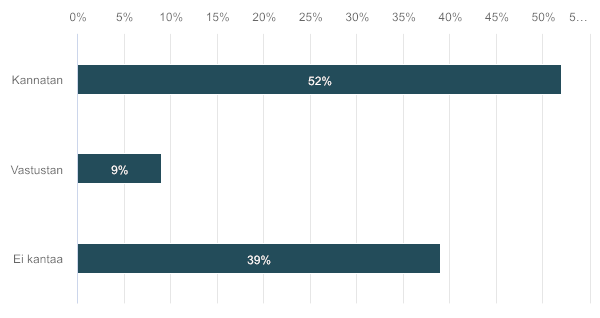 0% 5% 10% 15% 20% 25% 30% 35% 40% 45% 50% 5...
Kannatan 52%
Vastustan 9%
Ei kantaa 39%